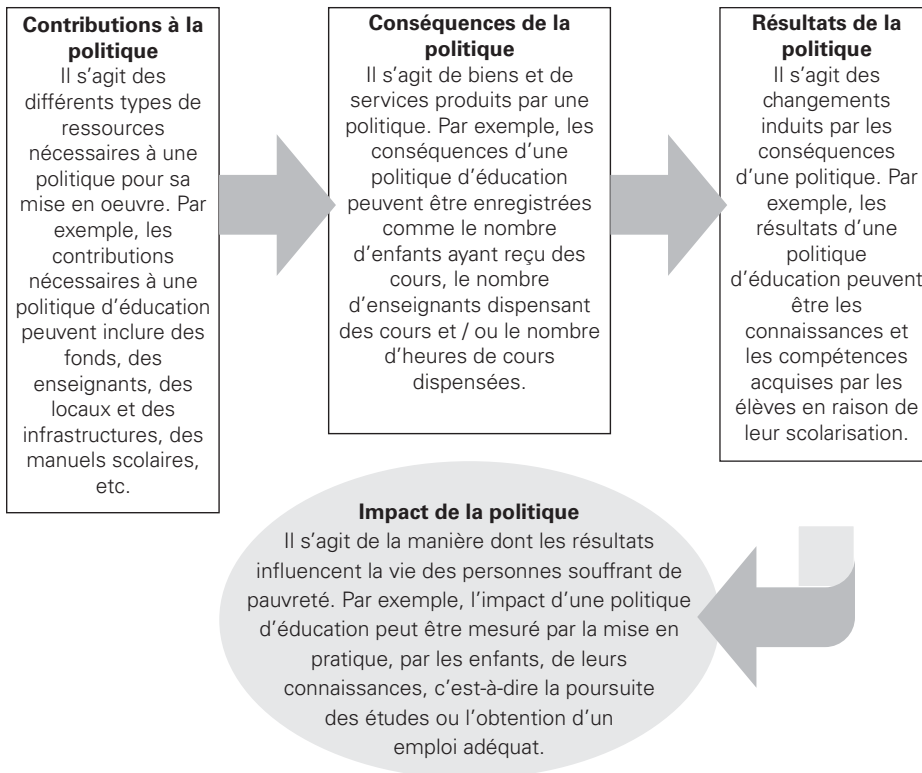 Contributions à la
politique
Il s’agit des
différents types de
ressources
nécessaires à une
politique pour sa
mise en oeuvre. Par
exemple, les
contributions
nécessaires à une
politique d’éducation
peuvent inclure des
fonds, des
enseignants, des
locaux et des
infrastructures, des
manuels scolaires,
etc.
Conséquences de la
politique
Il s’agit de biens et de
services produits par une
politique. Par exemple, les
conséquences d’une
politique d’éducation
peuvent être enregistrées
comme le nombre
d’enfants ayant reçu des
cours, le nombre
d’enseignants dispensant
des cours et / ou le nombre
d’heures de cours
dispensées.
Résultats de la
politique
Il s’agit des
changements
induits par les
conséquences
d’une politique. Par
exemple, les
résultats d’une
politique
d’éducation peuvent
être les
connaissances et
les compétences
acquises par les
élèves en raison de
leur scolarisation.
Impact de la politique
Il s’agit de la manière dont les résultats
influencent la vie des personnes souffrant de
pauvreté. Par exemple, l’impact d’une politique
d’éducation peut être mesuré par la mise en
pratique, par les enfants, de leurs
connaissances, c’est-à-dire la poursuite
des études ou l’obtention d’un
emploi adéquat.